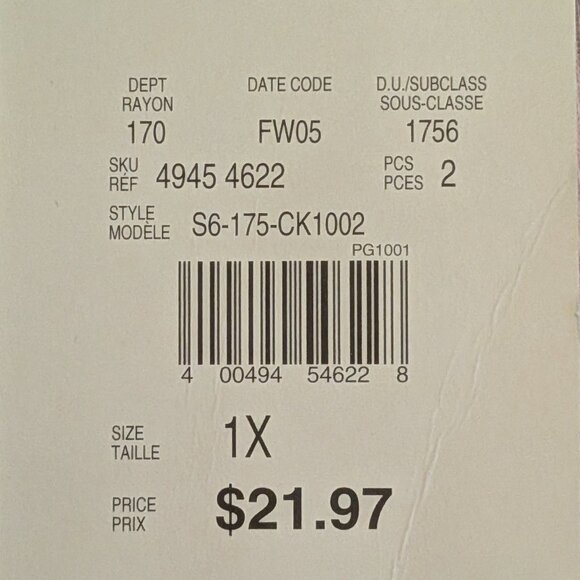 DEPT DATE CODE D.U./SUBCLASS
RAYON SOUS-CLASSE
170 FW05 1756
SKU PCS
RÉF 4945 4622 PCES 2
STYLE
MODÈLE S6-175-CK1002
PG1001
4 00494 54622 8
SIZE
TAILLE 1X
PRICE
PRIX $21.97